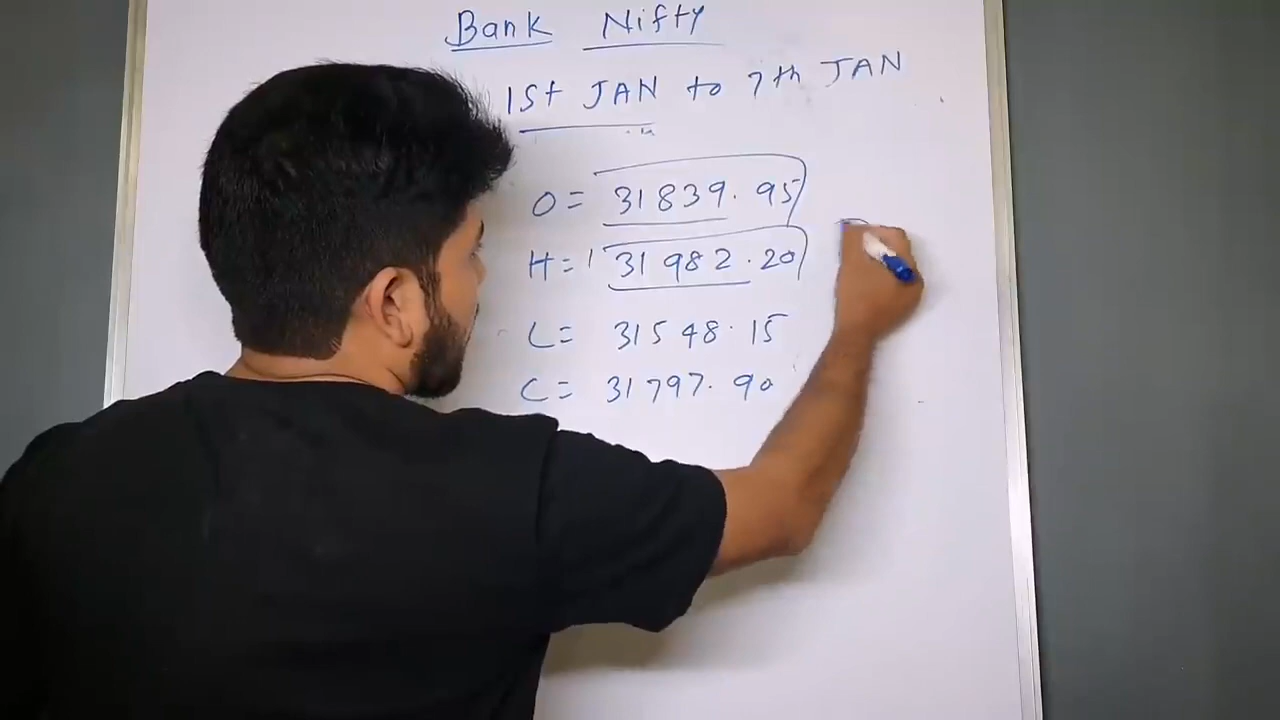 Bank Nifty
1St JAN to 7th JAN
O = 31839.95
H = 31982.20
L = 31548.15
C = 31797.90